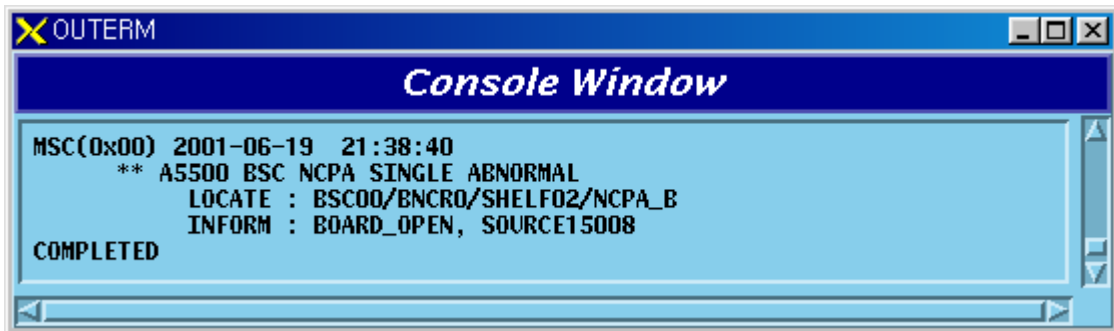 OUTERM
Console Window
MSC(0x00) 2001-06-19 21:38:40
** A5500 BSC NCPA SINGLE ABNORMAL
LOCATE : BSC00/BNCR0/SHELF02/NCPA_B
INFORM : BOARD_OPEN, SOURCE15008
COMPLETED